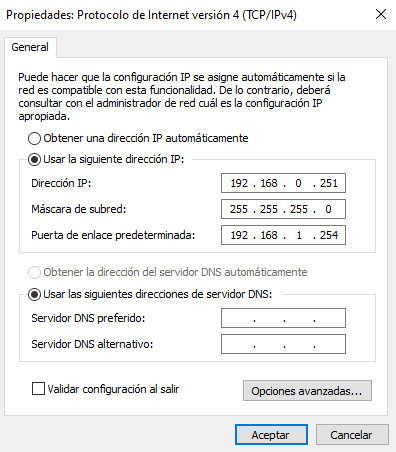 Propiedades: Protocolo de Internet versión 4 (TCP/IPv4)
General
Puede hacer que la configuración IP se asigne automáticamente si la
red es compatible con esta funcionalidad. De lo contrario, deberá
consultar con el administrador de red cuál es la configuración IP
apropiada.
Obtener una dirección IP automáticamente
Usar la siguiente dirección IP:
Dirección IP: 192 . 168 . 0 . 251
Máscara de subred: 255 . 255 . 255 . 0
Puerta de enlace predeterminada: 192 . 168 . 1 . 254
Obtener la dirección del servidor DNS automáticamente
Usar las siguientes direcciones de servidor DNS:
Servidor DNS preferido: . . .
Servidor DNS alternativo: . . .
Validar configuración al salir Opciones avanzadas...
Aceptar Cancelar